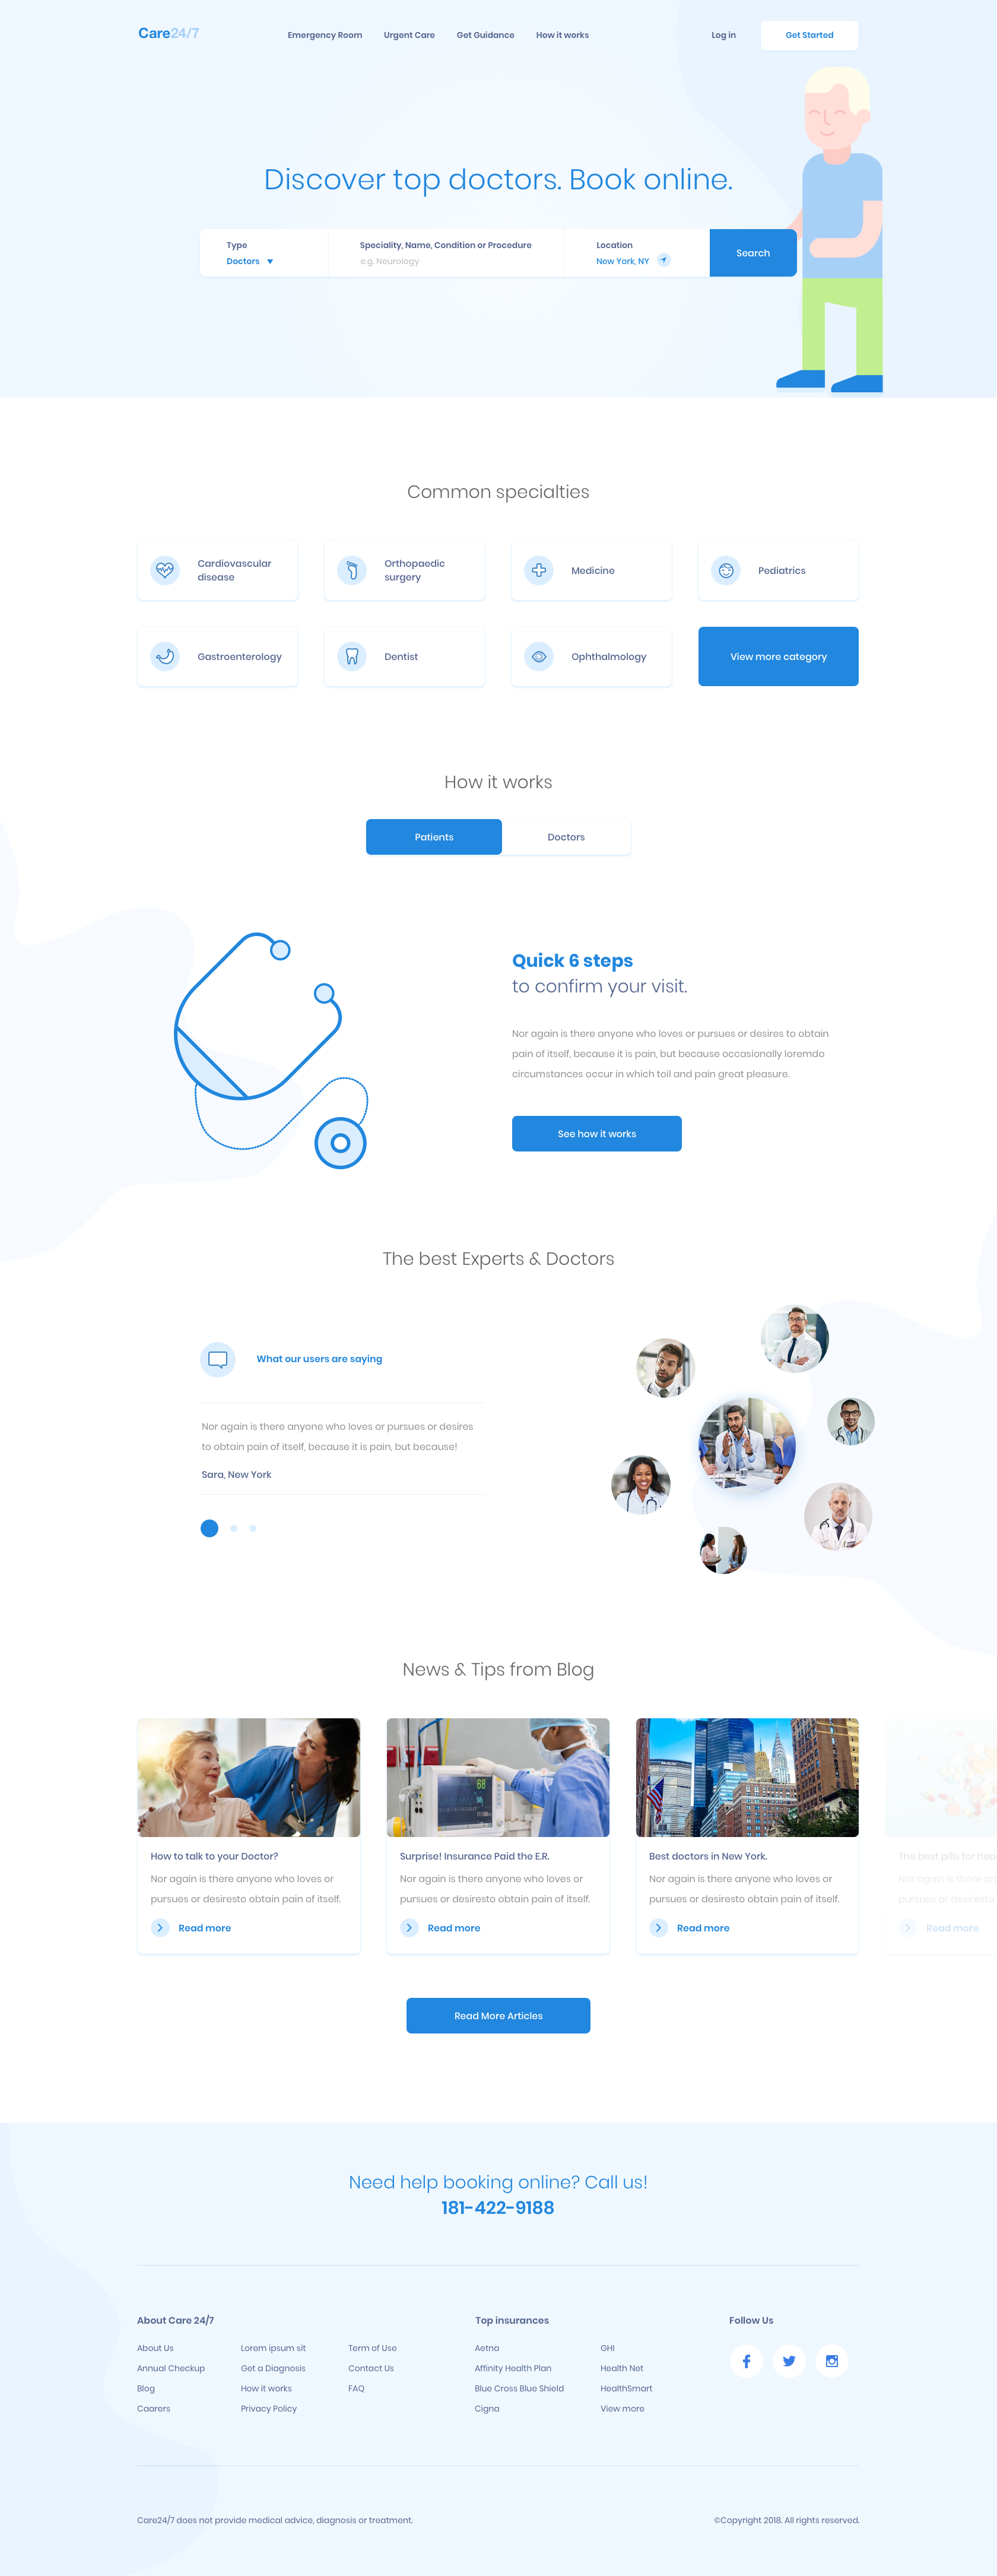 Care24/7
Emergency Room
Urgent Care
Get Guidance
How it works
Log in
Get Started
Discover top doctors. Book online.
Type
Doctors
Speciality, Name, Condition or Procedure
e.g. Neurology
Location
New York, NY
Search
Common specialties
Cardiovascular
disease
Orthopaedic
surgery
Medicine
Pediatrics
Gastroenterology
Dentist
Ophthalmology
View more category
How it works
Patients
Doctors
Quick 6 steps
to confirm your visit.
Nor again is there anyone who loves or pursues or desires to obtain
pain of itself, because it is pain, but because occasionally loremdo
circumstances occur in which toil and pain great pleasure.
See how it works
The best Experts & Doctors
What our users are saying
Nor again is there anyone who loves or pursues or desires
to obtain pain of itself, because it is pain, but because!
Sara, New York
News & Tips from Blog
68
How to talk to your Doctor?
Nor again is there anyone who loves or
pursues or desiresto obtain pain of itself.
Read more
Surprise! Insurance Paid the E.R.
Nor again is there anyone who loves or
pursues or desiresto obtain pain of itself.
Read more
Best doctors in New York.
Nor again is there anyone who loves or
pursues or desiresto obtain pain of itself.
Read more
The best pills for hea
Nor again is there an
pursues or desiresto
Read more
Read More Articles
Need help booking online? Call us!
181-422-9188
About Care 24/7
About Us
Annual Checkup
Blog
Caarers
Lorem ipsum sit
Get a Diagnosis
How it works
Privacy Policy
Term of Use
Contact Us
FAQ
Top insurances
Aetna
Affinity Health Plan
Blue Cross Blue Shield
Cigna
GHI
Health Net
HealthSmart
View more
Follow Us
Care24/7 does not provide medical advice, diagnosis or treatment.
©Copyright 2018. All rights reserved.